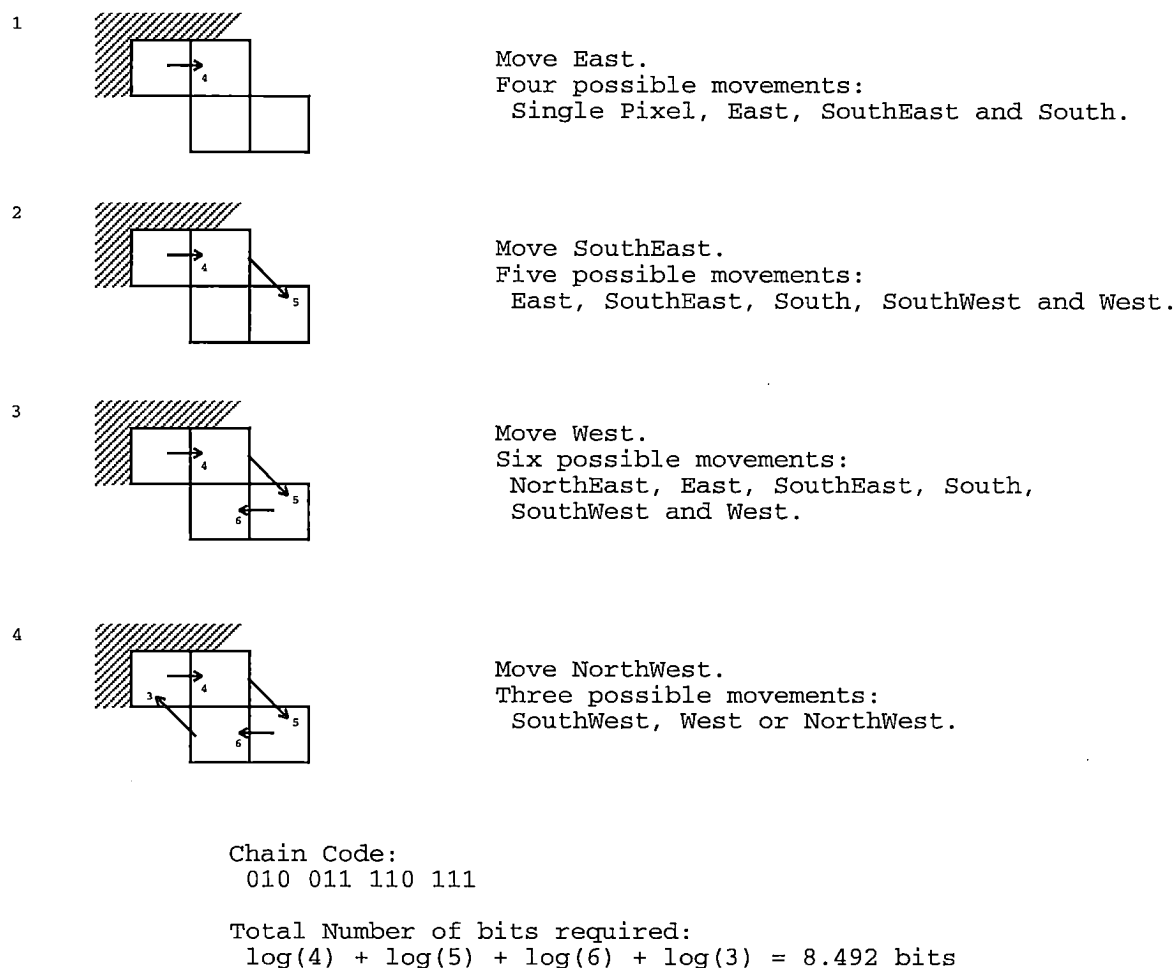 1
4
Move East.
Four possible movements:
Single Pixel, East, SouthEast and South.
2
4
5
Move SouthEast.
Five possible movements:
East, SouthEast, South, SouthWest and West.
3
4
5
6
Move West.
Six possible movements:
NorthEast, East, SouthEast, South,
SouthWest and West.
4
3
4
5
6
Move NorthWest.
Three possible movements:
SouthWest, West or NorthWest.
Chain Code:
010 011 110 111
Total Number of bits required:
log(4) + log(5) + log(6) + log(3) = 8.492 bits